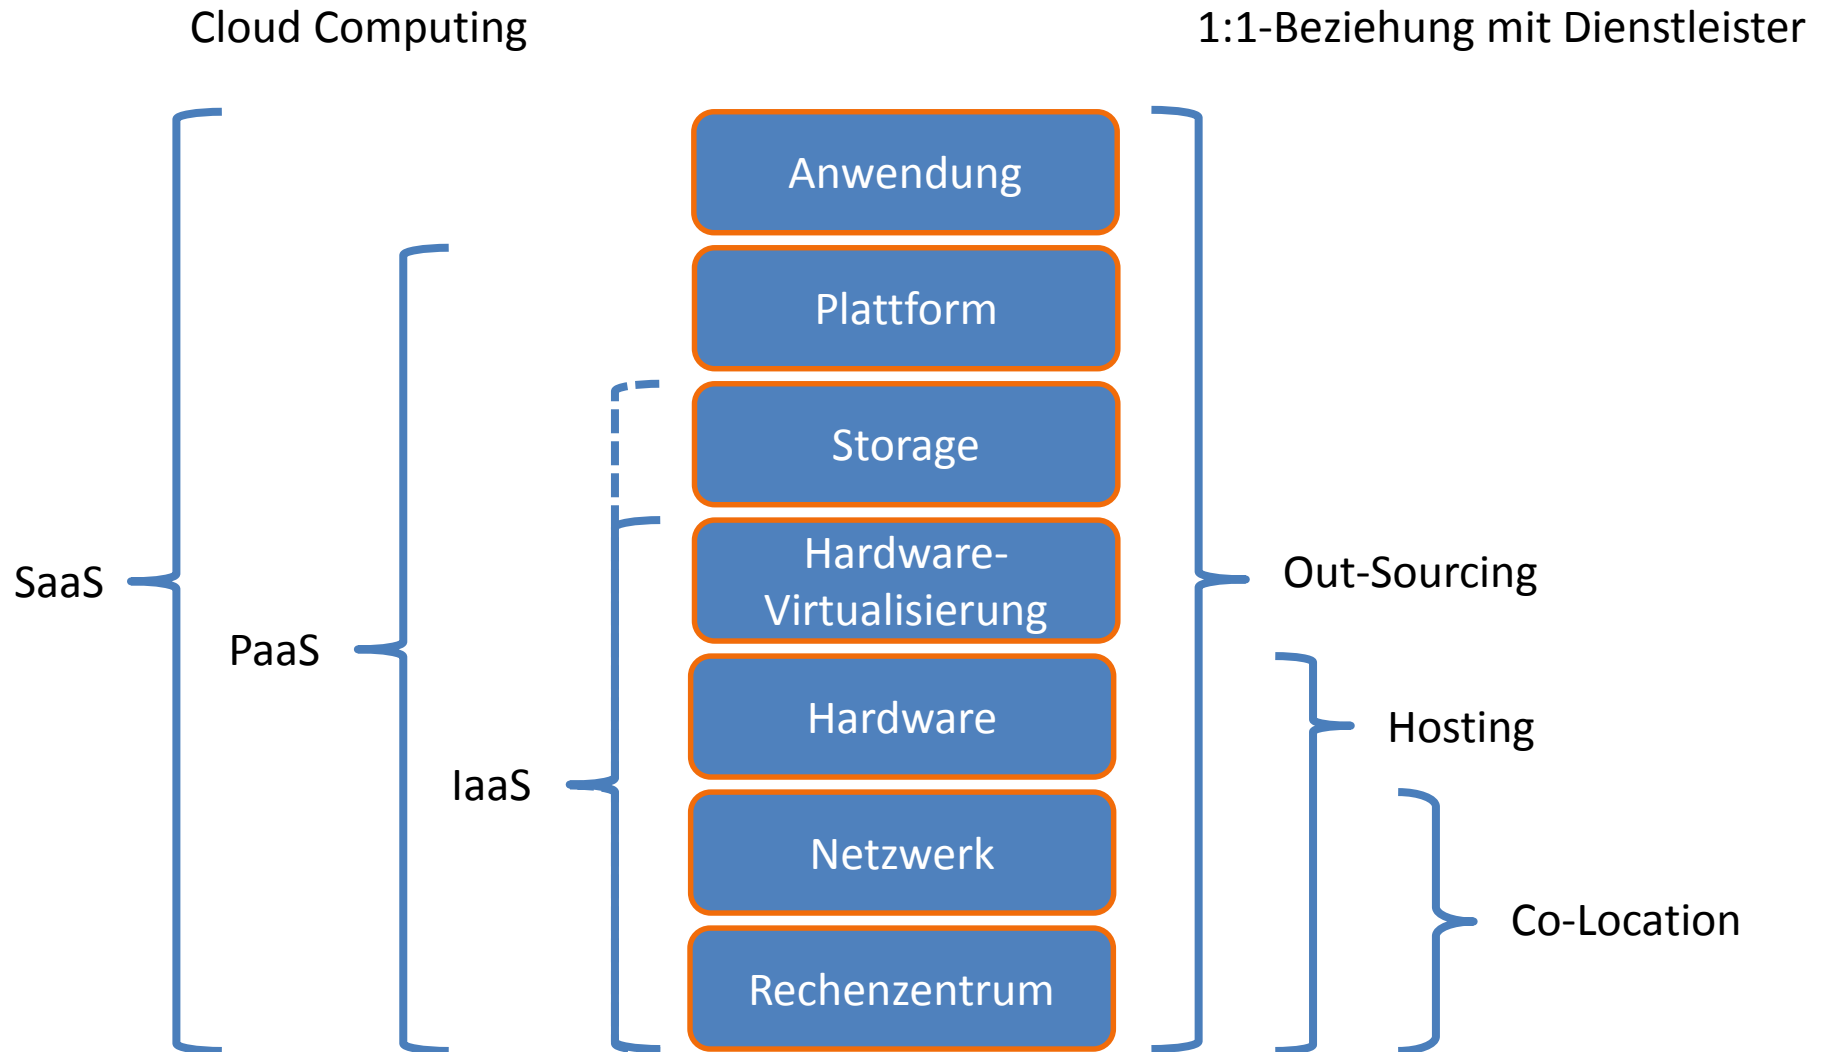 Cloud Computing
1:1-Beziehung mit Dienstleister
Anwendung
Plattform
Storage
Hardware-
Virtualisierung
Hardware
Netzwerk
Rechenzentrum
SaaS
PaaS
IaaS
Out-Sourcing
Hosting
Co-Location